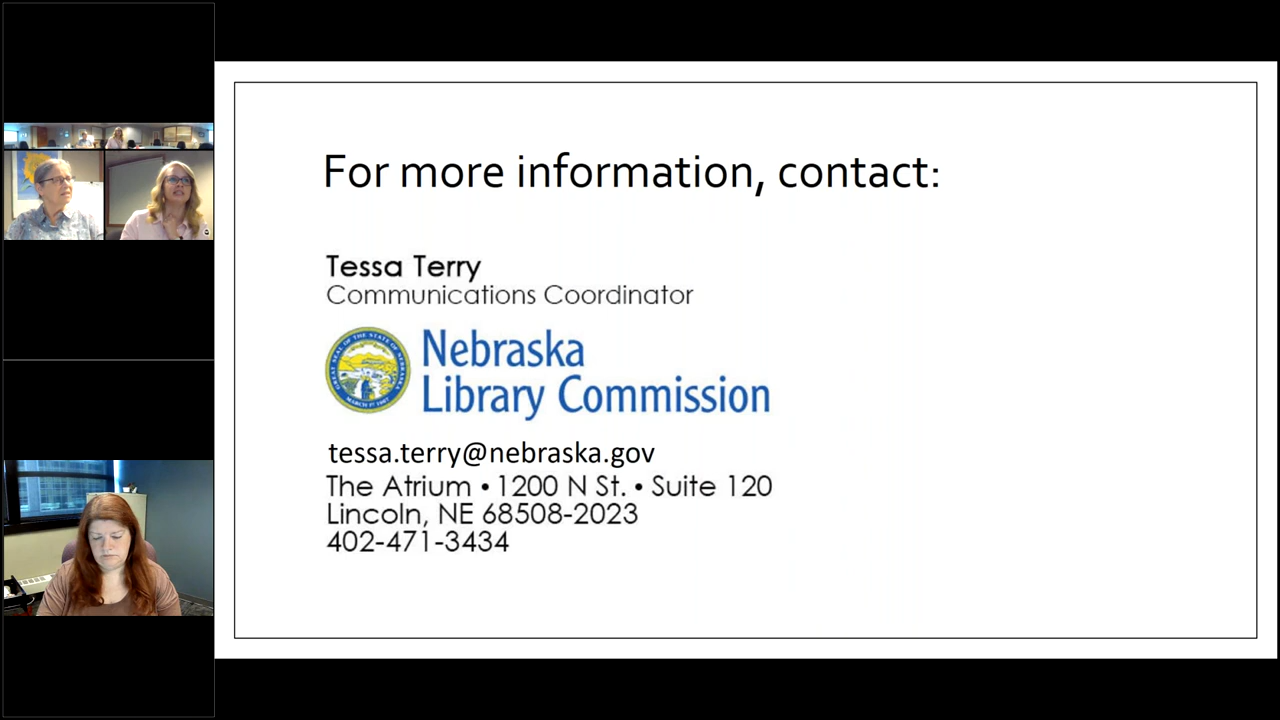 For more information, contact:
Tessa Terry
Communications Coordinator
Nebraska
Library Commission
tessa.terry@nebraska.gov
The Atrium • 1200 N St. • Suite 120
Lincoln, NE 68508-2023
402-471-3434